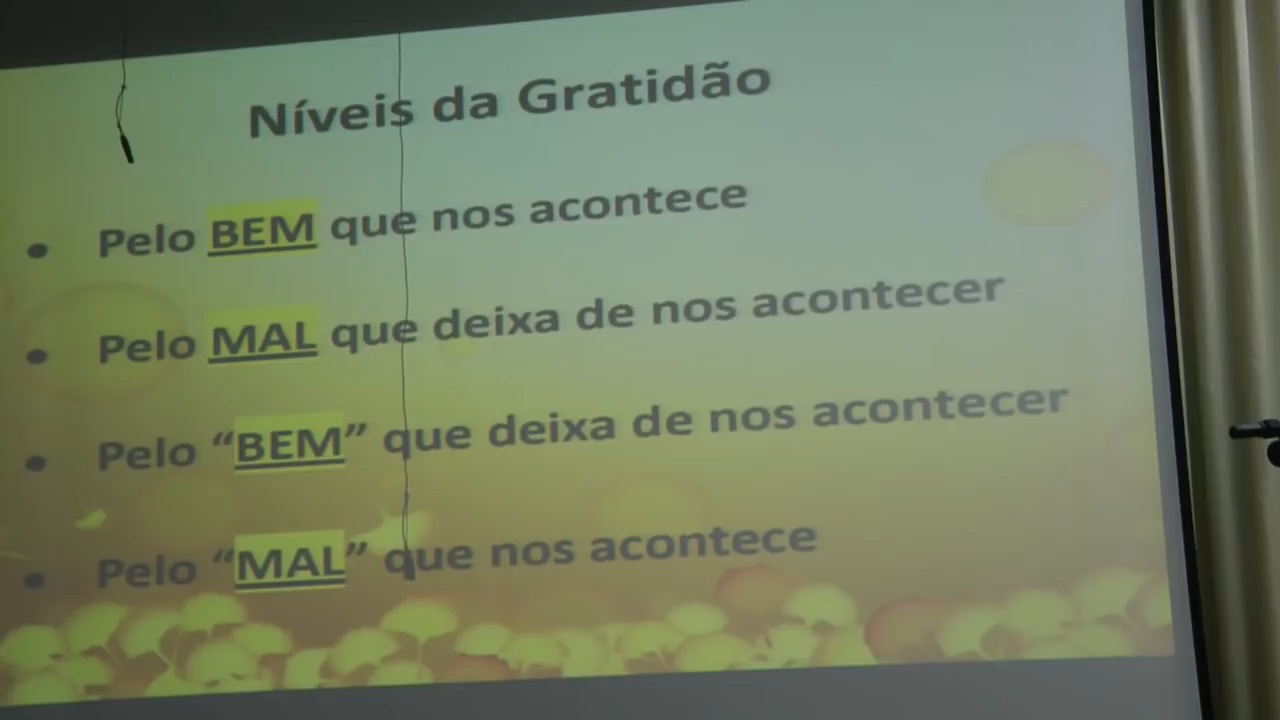 Níveis da Gratidão
• Pelo BEM que nos acontece
• Pelo MAL que deixa de nos acontecer
• Pelo “BEM” que deixa de nos acontecer
• Pelo “MAL” que nos acontece